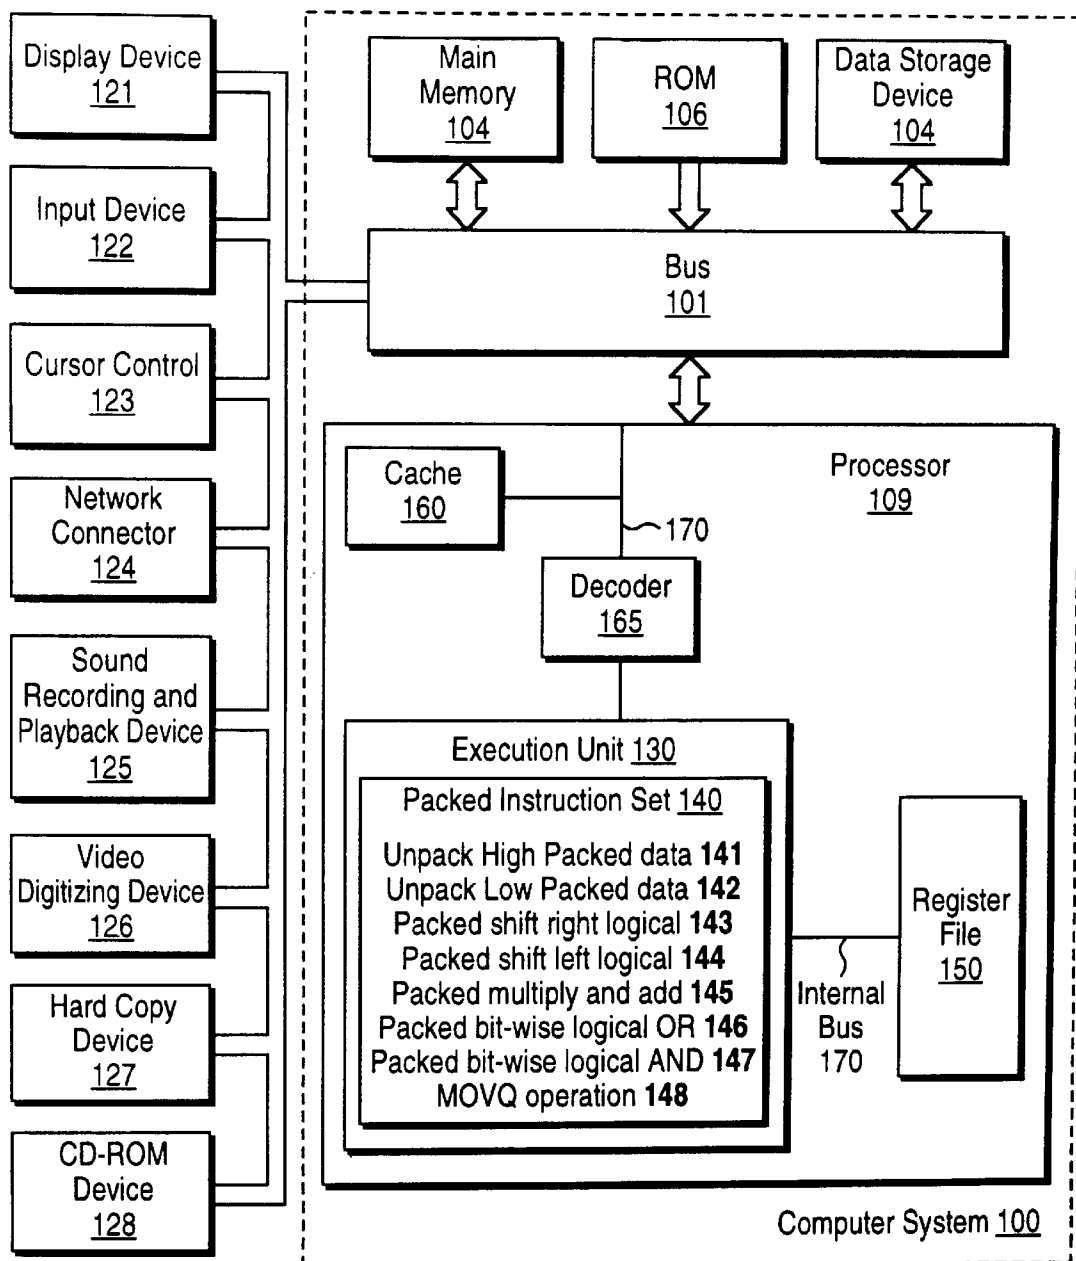 Display Device
121
Input Device
122
Cursor Control
123
Network
Connector
124
Sound
Recording and
Playback Device
125
Video
Digitizing Device
126
Hard Copy
Device
127
CD-ROM
Device
128
Main
Memory
104
ROM
106
Data Storage
Device
104
Bus
101
Processor
109
Cache
160
170
Decoder
165
Execution Unit 130
Packed Instruction Set 140
Unpack High Packed data 141
Unpack Low Packed data 142
Packed shift right logical 143
Packed shift left logical 144
Packed multiply and add 145
Packed bit-wise logical OR 146
Packed bit-wise logical AND 147
MOVQ operation 148
Internal
Bus
170
Register
File
150
Computer System 100